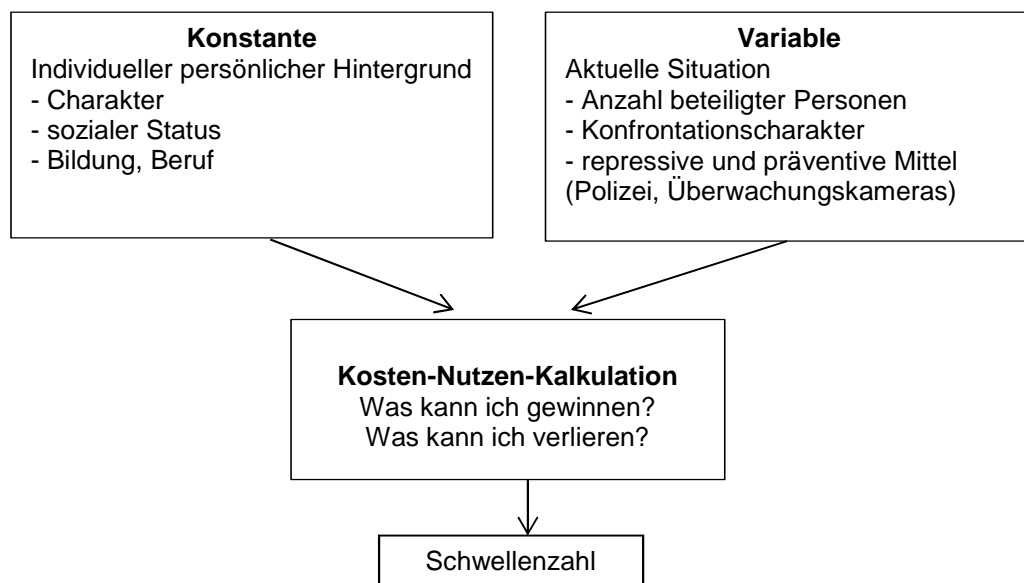 Konstante
Individueller persönlicher Hintergrund
- Charakter
- sozialer Status
- Bildung, Beruf
Variable
Aktuelle Situation
- Anzahl beteiligter Personen
- Konfrontationscharakter
- repressive und präventive Mittel
(Polizei, Überwachungskameras)
Kosten-Nutzen-Kalkulation
Was kann ich gewinnen?
Was kann ich verlieren?
Schwellenzahl